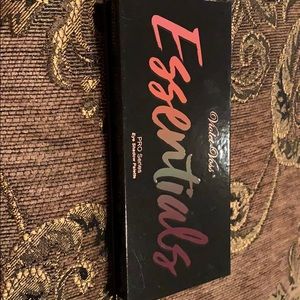 Violet Voss
Essentials
PRO Series
Eye Shadow Palette